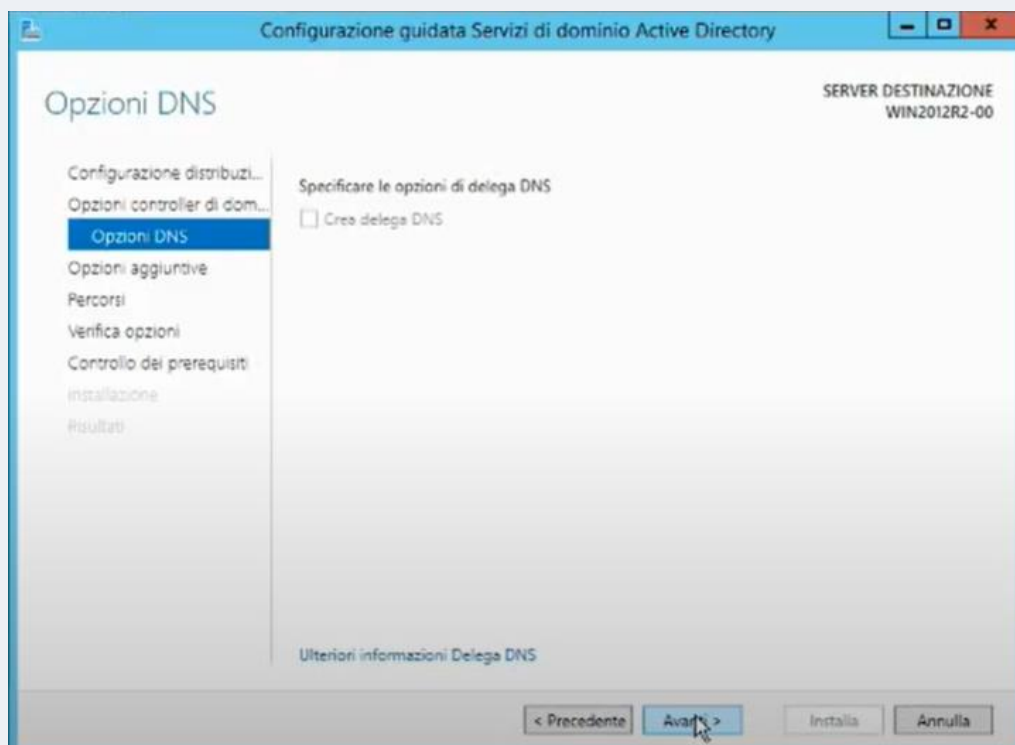 Configurazione guidata Servizi di dominio Active Directory
Opzioni DNS
SERVER DESTINAZIONE
WIN2012R2-00
Configurazione distribuzi...
Opzioni controller di dom...
Opzioni DNS
Opzioni aggiuntive
Percorsi
Verifica opzioni
Controllo dei prerequisiti
Installazione
Risultati
Specificare le opzioni di delega DNS
Crea delega DNS
Ulteriori informazioni Delega DNS
< Precedente
Avanti >
Installa
Annulla